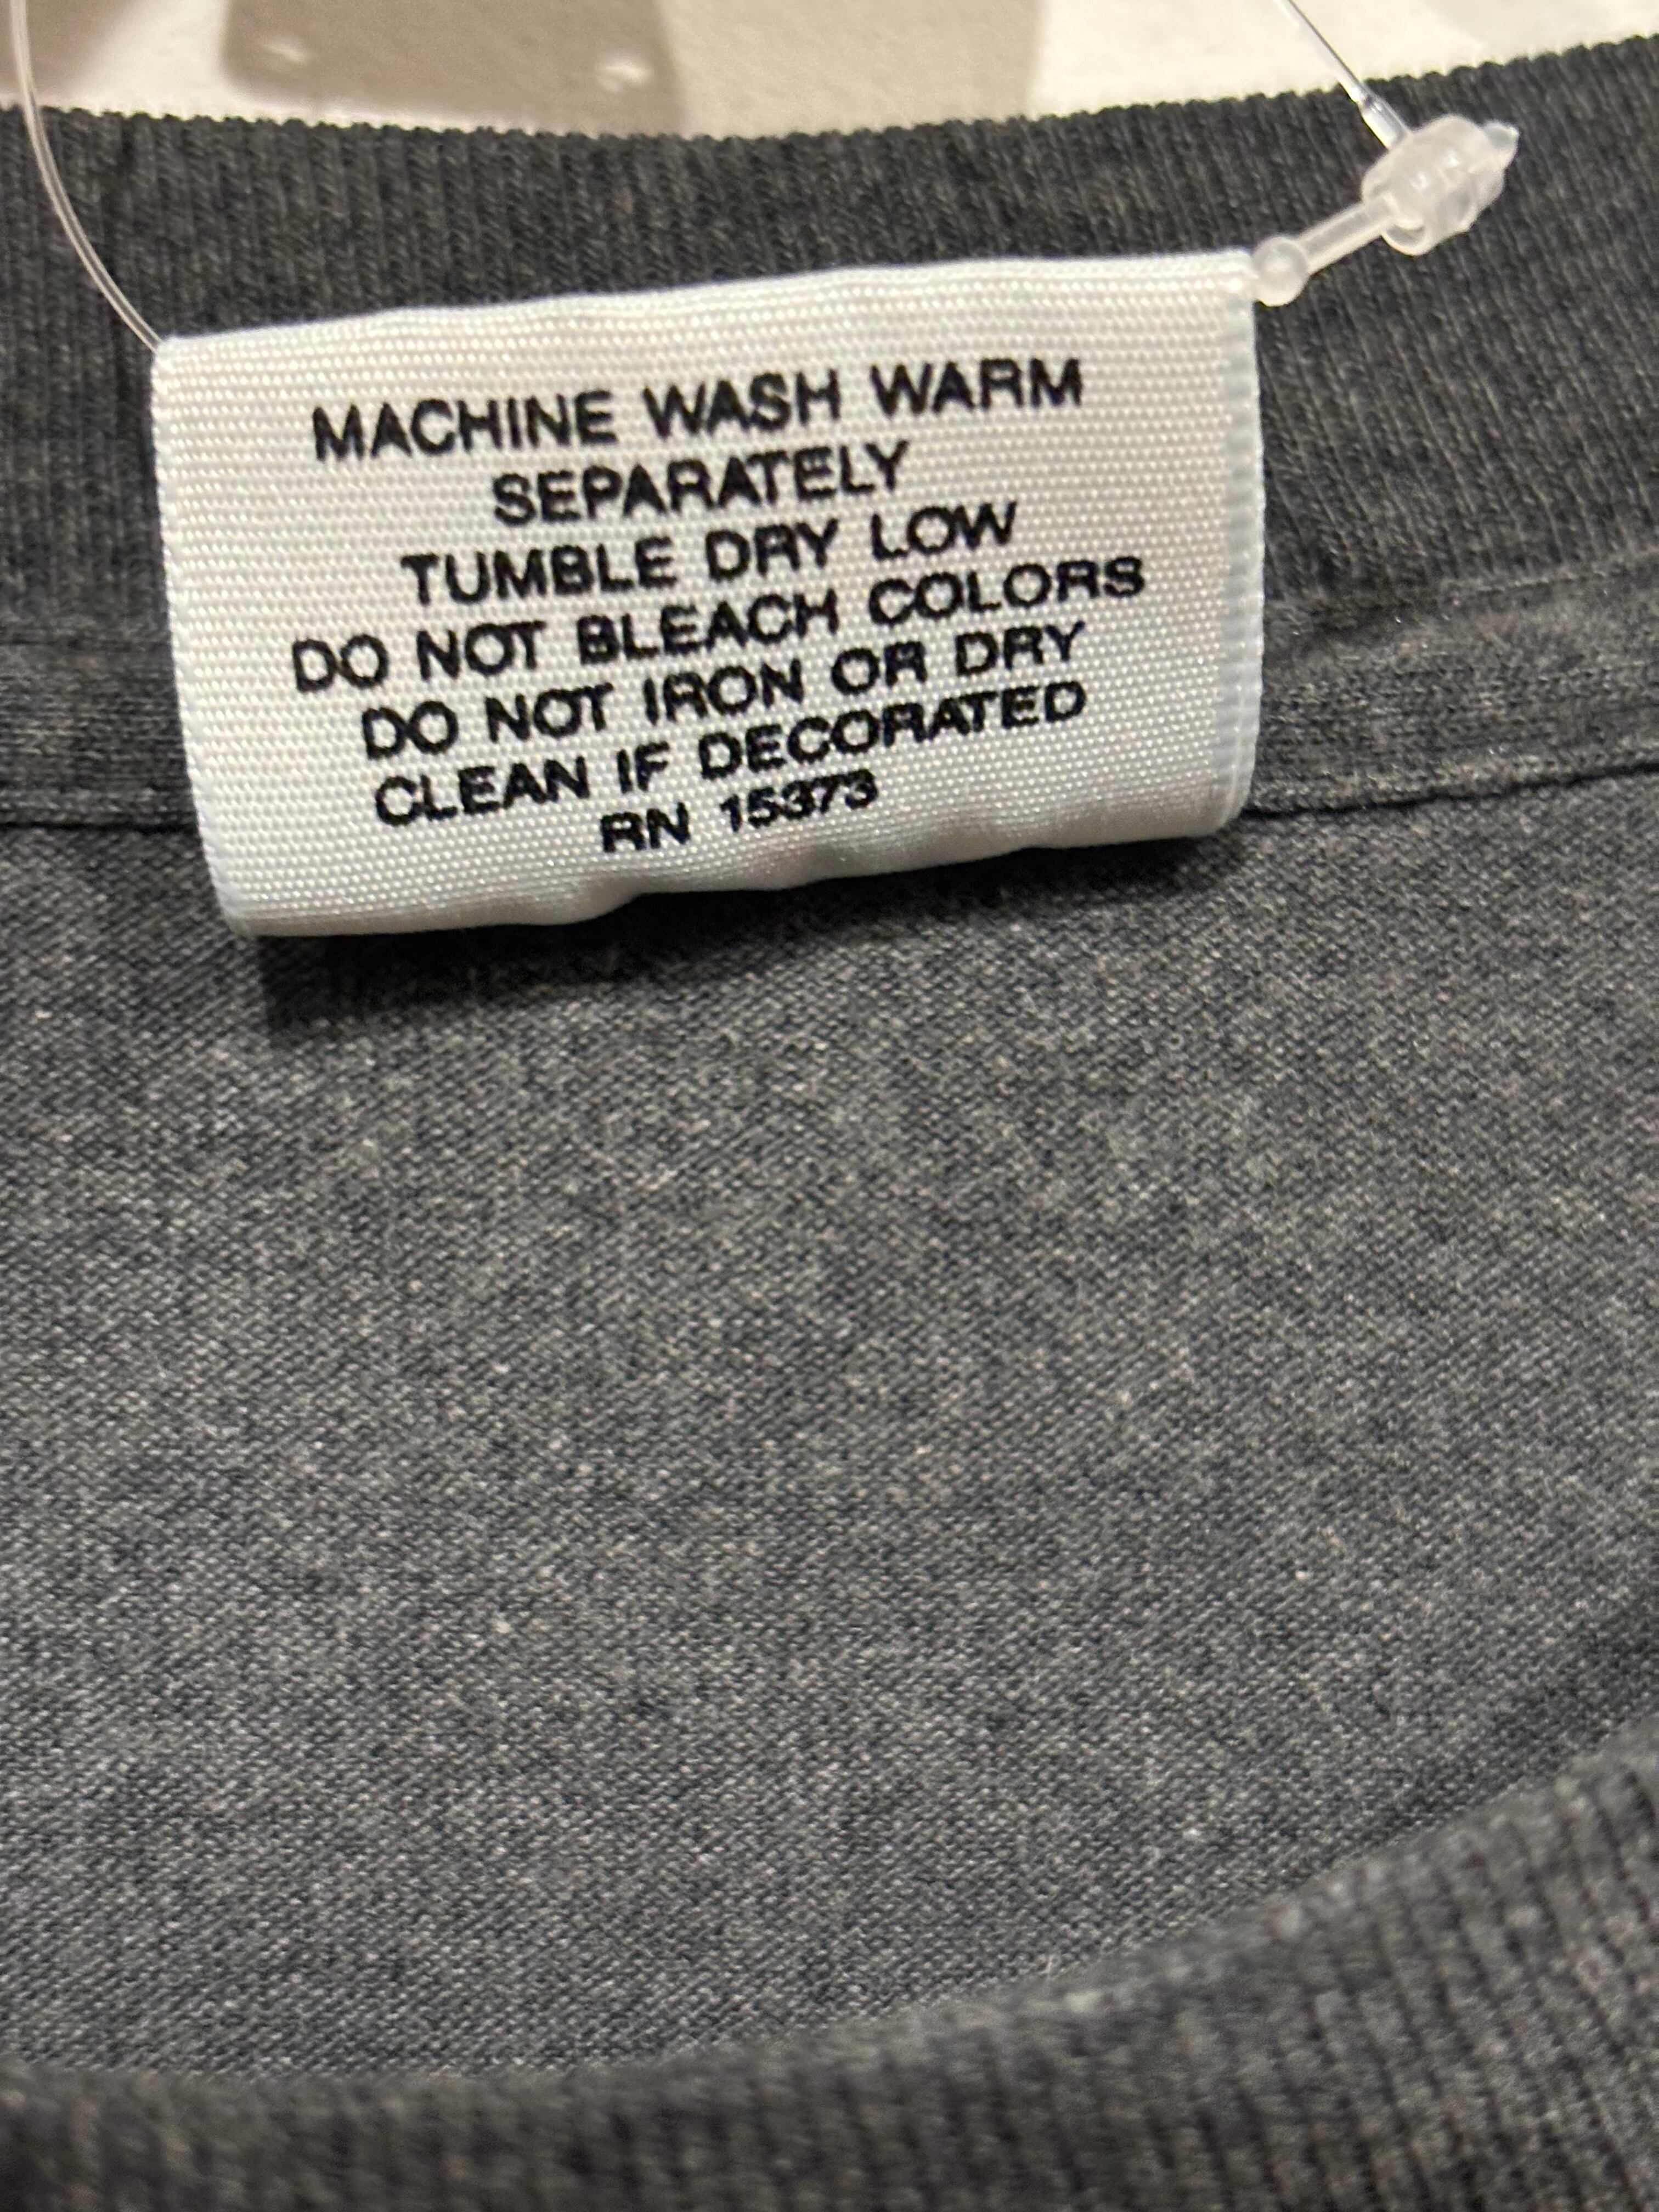 MACHINE WASH WARM
SEPARATELY
TUMBLE DRY LOW
DO NOT BLEACH COLORS
DO NOT IRON OR DRY
CLEAN IF DECORATED
RN 15373